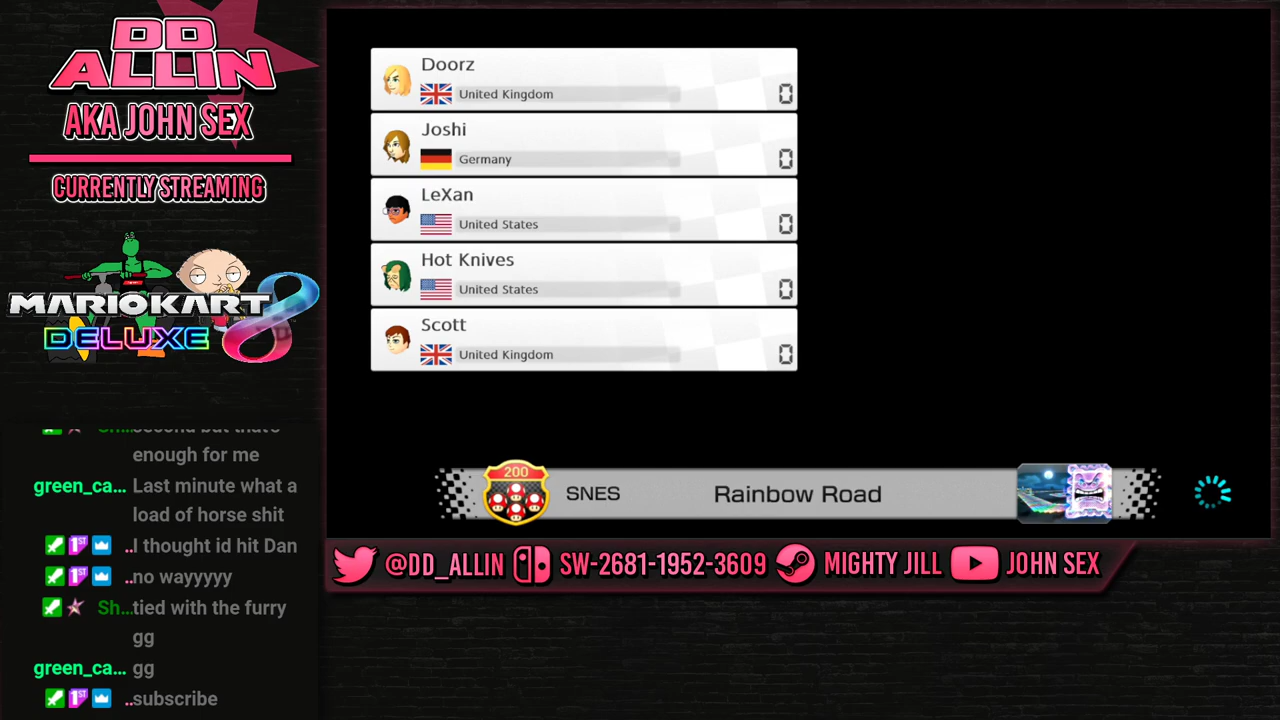 DD
ALLIN
AKA JOHN SEX
CURRENTLY STREAMING
MARIOKART 8
DELUXE
enough for me
green_ca... Last minute what a
load of horse shit
1ST ..I thought id hit Dan
1ST ..no wayyyyy
Sh...tied with the furry
gg
green_ca... gg
1ST ..subscribe
Doorz
United Kingdom 0
Joshi
Germany 0
LeXan
United States 0
Hot Knives
United States 0
Scott
United Kingdom 0
200 SNES Rainbow Road
@DD_ALLIN SW-2681-1952-3609 MIGHTY JILL JOHN SEX